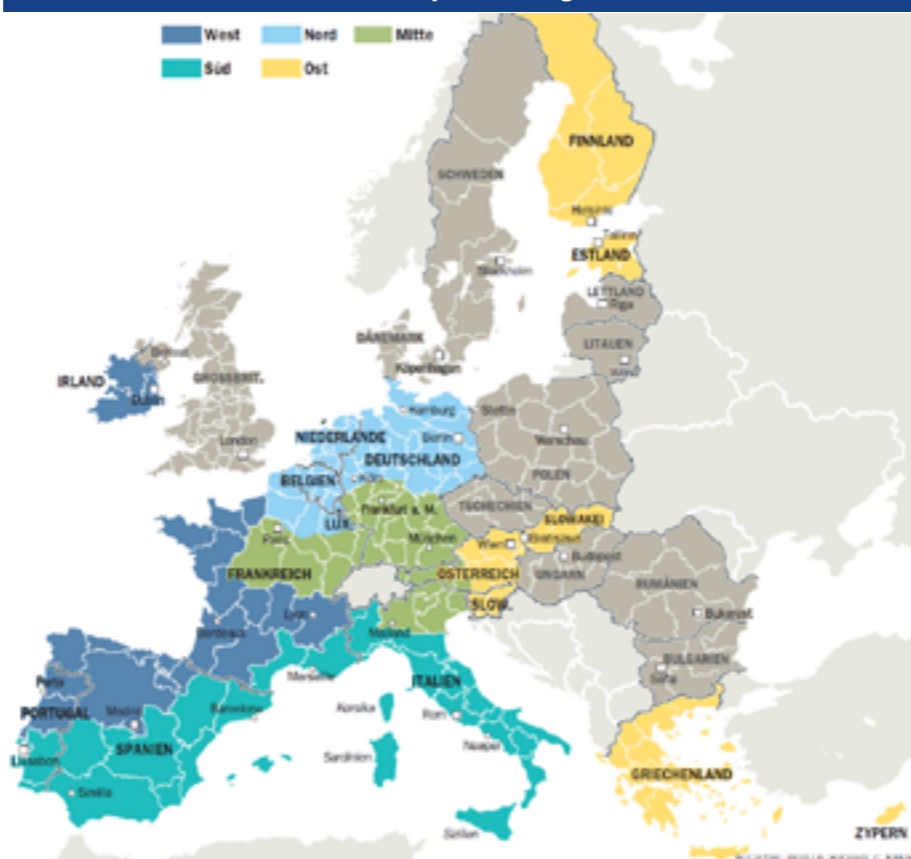 West Nord Mitte
Süd Ost
FINNLAND
SCHWEDEN
Helsinki
Tallinn
ESTLAND
Stockholm
LETTLAND
Riga
DÄNEMARK
LITAUEN
Kopenhagen
Belfast
IRLAND
GROSSBRIT.
Dublin
Hamburg
Stettin
London
NIEDERLANDE
Berlin
Warschau
DEUTSCHLAND
BELGIEN
Köln
POLEN
TSCHECHIEN
Frankfurt a. M.
SLOWAKEI
LUX.
Paris
München
Wien
Bratislava
Budapest
FRANKREICH
ÖSTERREICH
UNGARN
RUMÄNIEN
SLOW.
Lyon
Bukarest
Bordeaux
Mailand
BULGARIEN
Sofia
Marseille
ITALIEN
Porto
PORTUGAL
Madrid
Barcelona
Korsika
Rom
SPANIEN
Neapel
Lissabon
Sardinien
GRIECHENLAND
Sevilla
Sizilien
ZYPERN